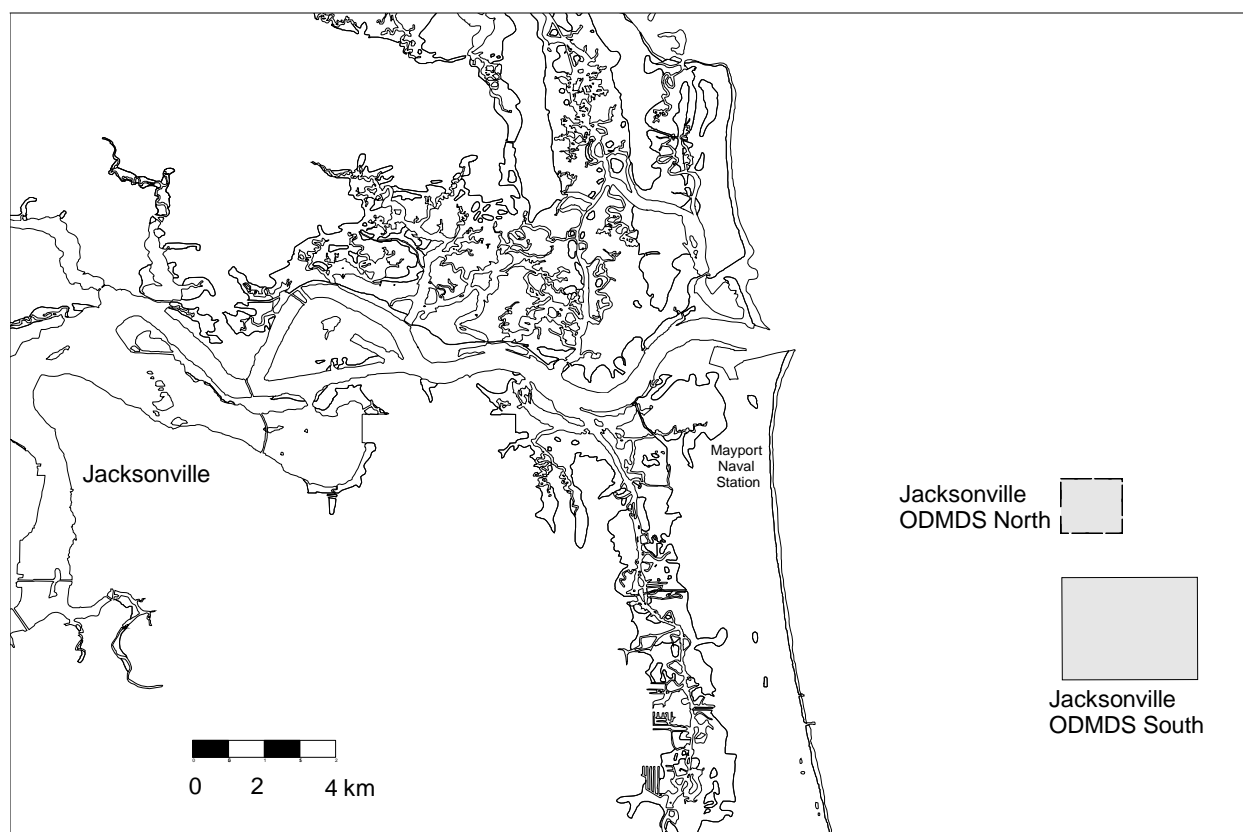 Mayport
Naval
Station
Jacksonville
Jacksonville
ODMDS North
Jacksonville
ODMDS South
0 2 4 km